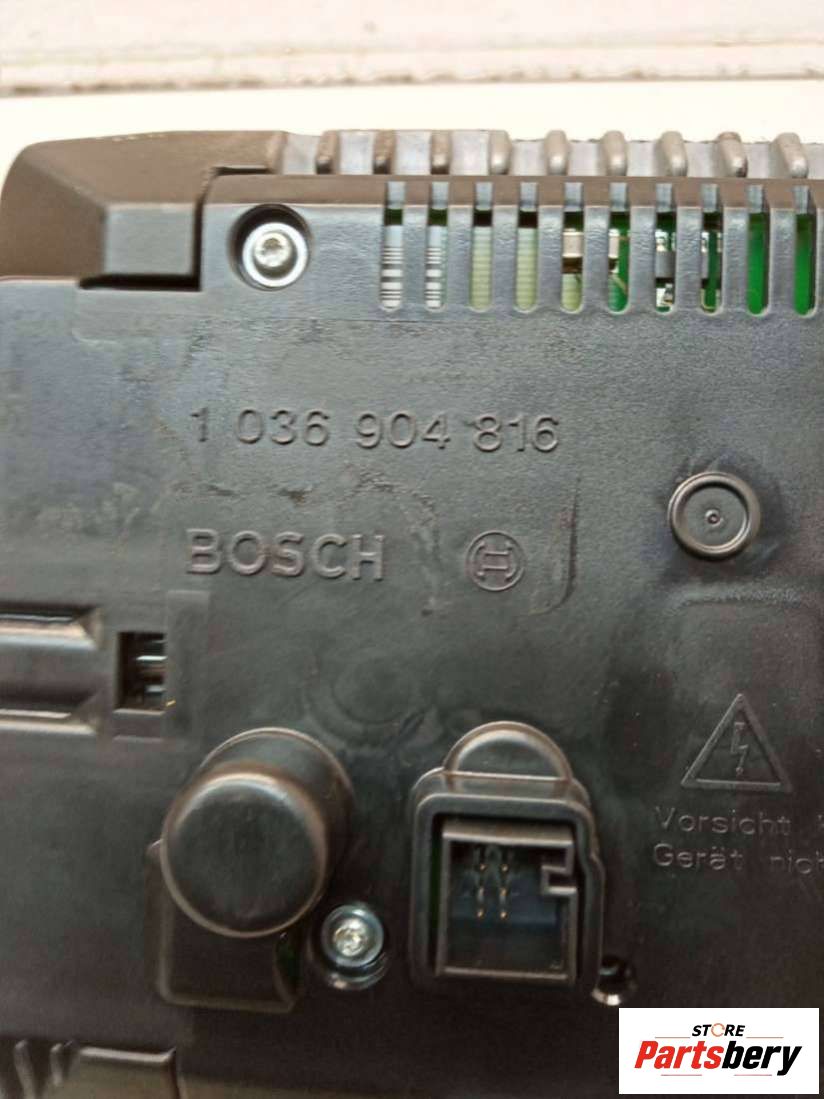 1 036 904 816
BOSCH
Vorsicht
Gerät
STORE
Partsbery